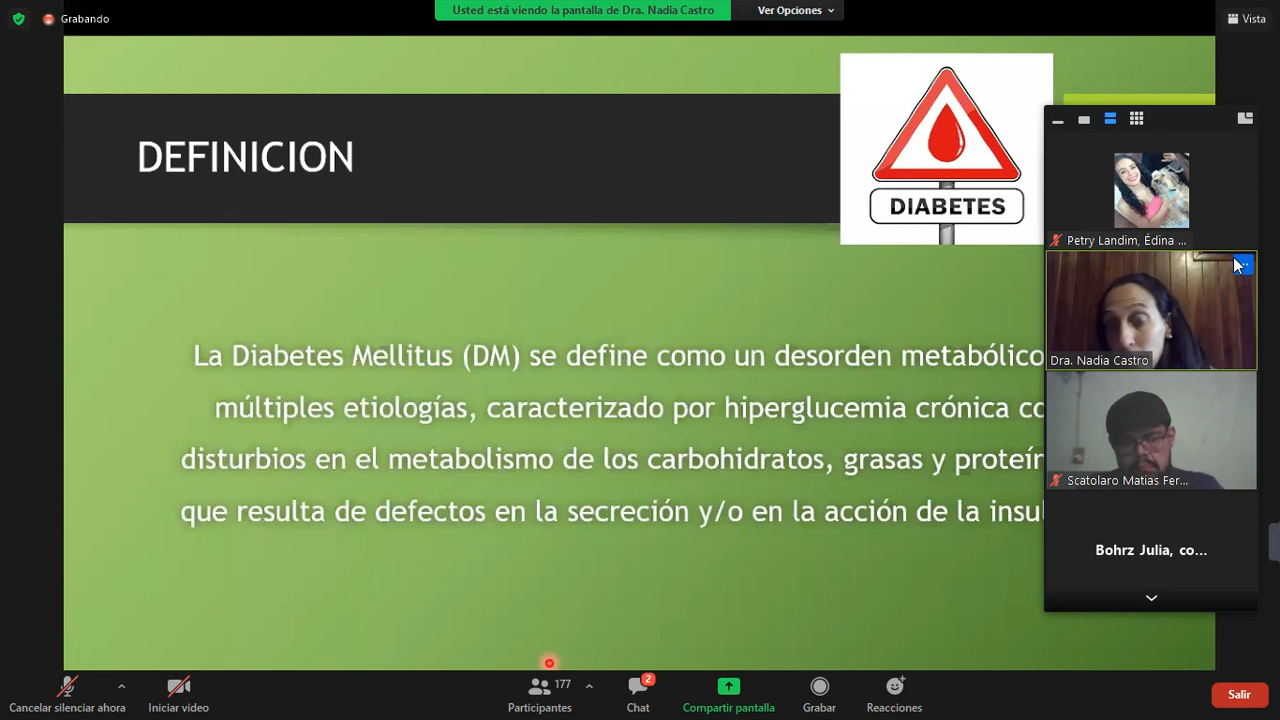 Grabando
Usted está viendo la pantalla de Dra. Nadia Castro
Ver Opciones
Vista
DEFINICION
DIABETES
Petry Landim, Édina ...
Dra. Nadia Castro
Scatolaro Matias Fer...
Bohrz Julia, co...
La Diabetes Mellitus (DM) se define como un desorden metabólico
múltiples etiologías, caracterizado por hiperglucemia crónica
disturbios en el metabolismo de los carbohidratos, grasas y
que resulta de defectos en la secreción y/o en la acción de la
Cancelar silenciar ahora
Iniciar video
177
Participantes
2
Chat
Compartir pantalla
Grabar
Reacciones
Salir